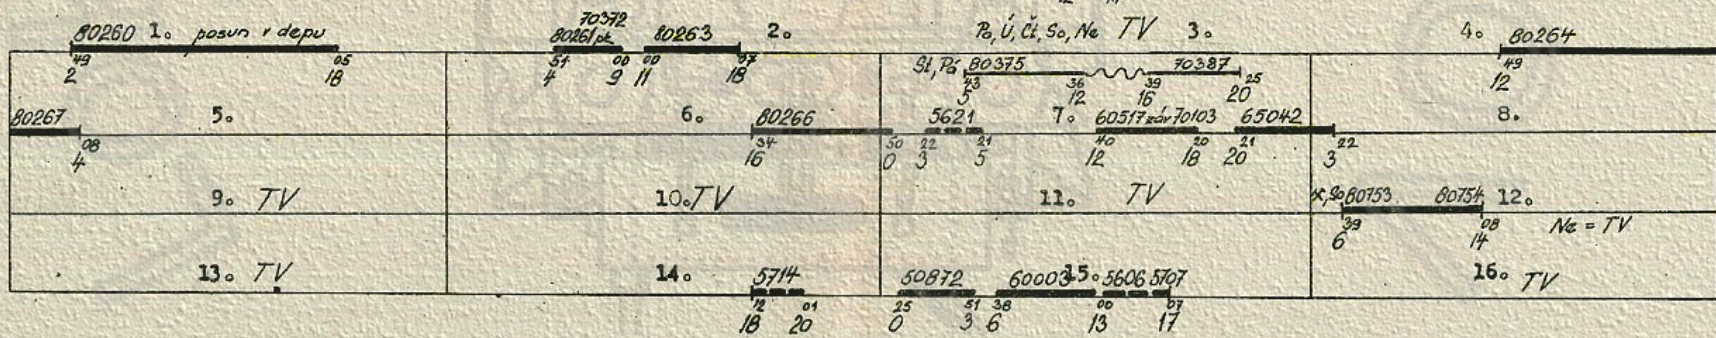 70372
80260 1. posun v depu 80261pk 80263 2. Po, Ú, Čt, So, Ne TV 3. 4. 80264
49 05 51 00 00 07 49
2 18 4 9 11 18 12
St, Pá 80375 70387
43 36 39 25
5 12 16 20
80267 5. 6. 80266 5621 7. 60517 záv 70103 65042 8.
08 34 50 22 21 40 20 21 22
4 16 0 3 5 12 18 20 3
9. TV 10. TV 11. TV x, So 80753 80754 12.
39 08 Ne = TV
6 14
13. TV 14. 5714 50872 60003 15. 5606 5707 16. TV
12 01 25 51 38 00 07
18 20 0 3 6 13 17